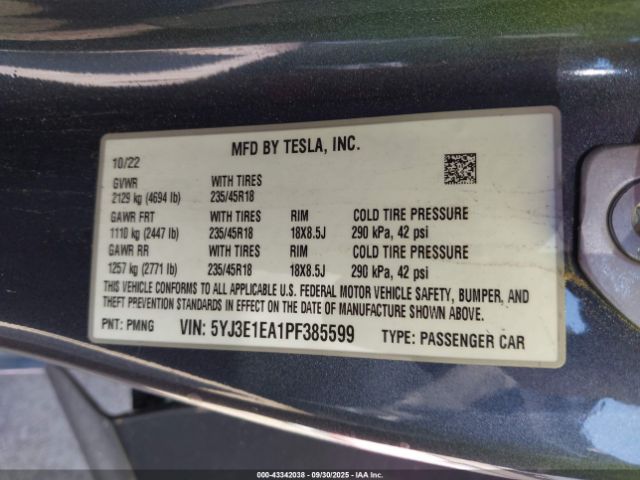 MFD BY TESLA, INC.
10/22
GVWR WITH TIRES
2129 kg (4694 lb) 235/45R18
GAWR FRT WITH TIRES RIM COLD TIRE PRESSURE
1110 kg (2447 lb) 235/45R18 18X8.5J 290 kPa, 42 psi
GAWR RR WITH TIRES RIM COLD TIRE PRESSURE
1257 kg (2771 lb) 235/45R18 18X8.5J 290 kPa, 42 psi
THIS VEHICLE CONFORMS TO ALL APPLICABLE U.S. FEDERAL MOTOR VEHICLE SAFETY, BUMPER, AND
THEFT PREVENTION STANDARDS IN EFFECT ON THE DATE OF MANUFACTURE SHOWN ABOVE.
PNT: PMNG VIN: 5YJ3E1EA1PF385599 TYPE: PASSENGER CAR
000-43342038 - 09/30/2025 - IAA Inc.